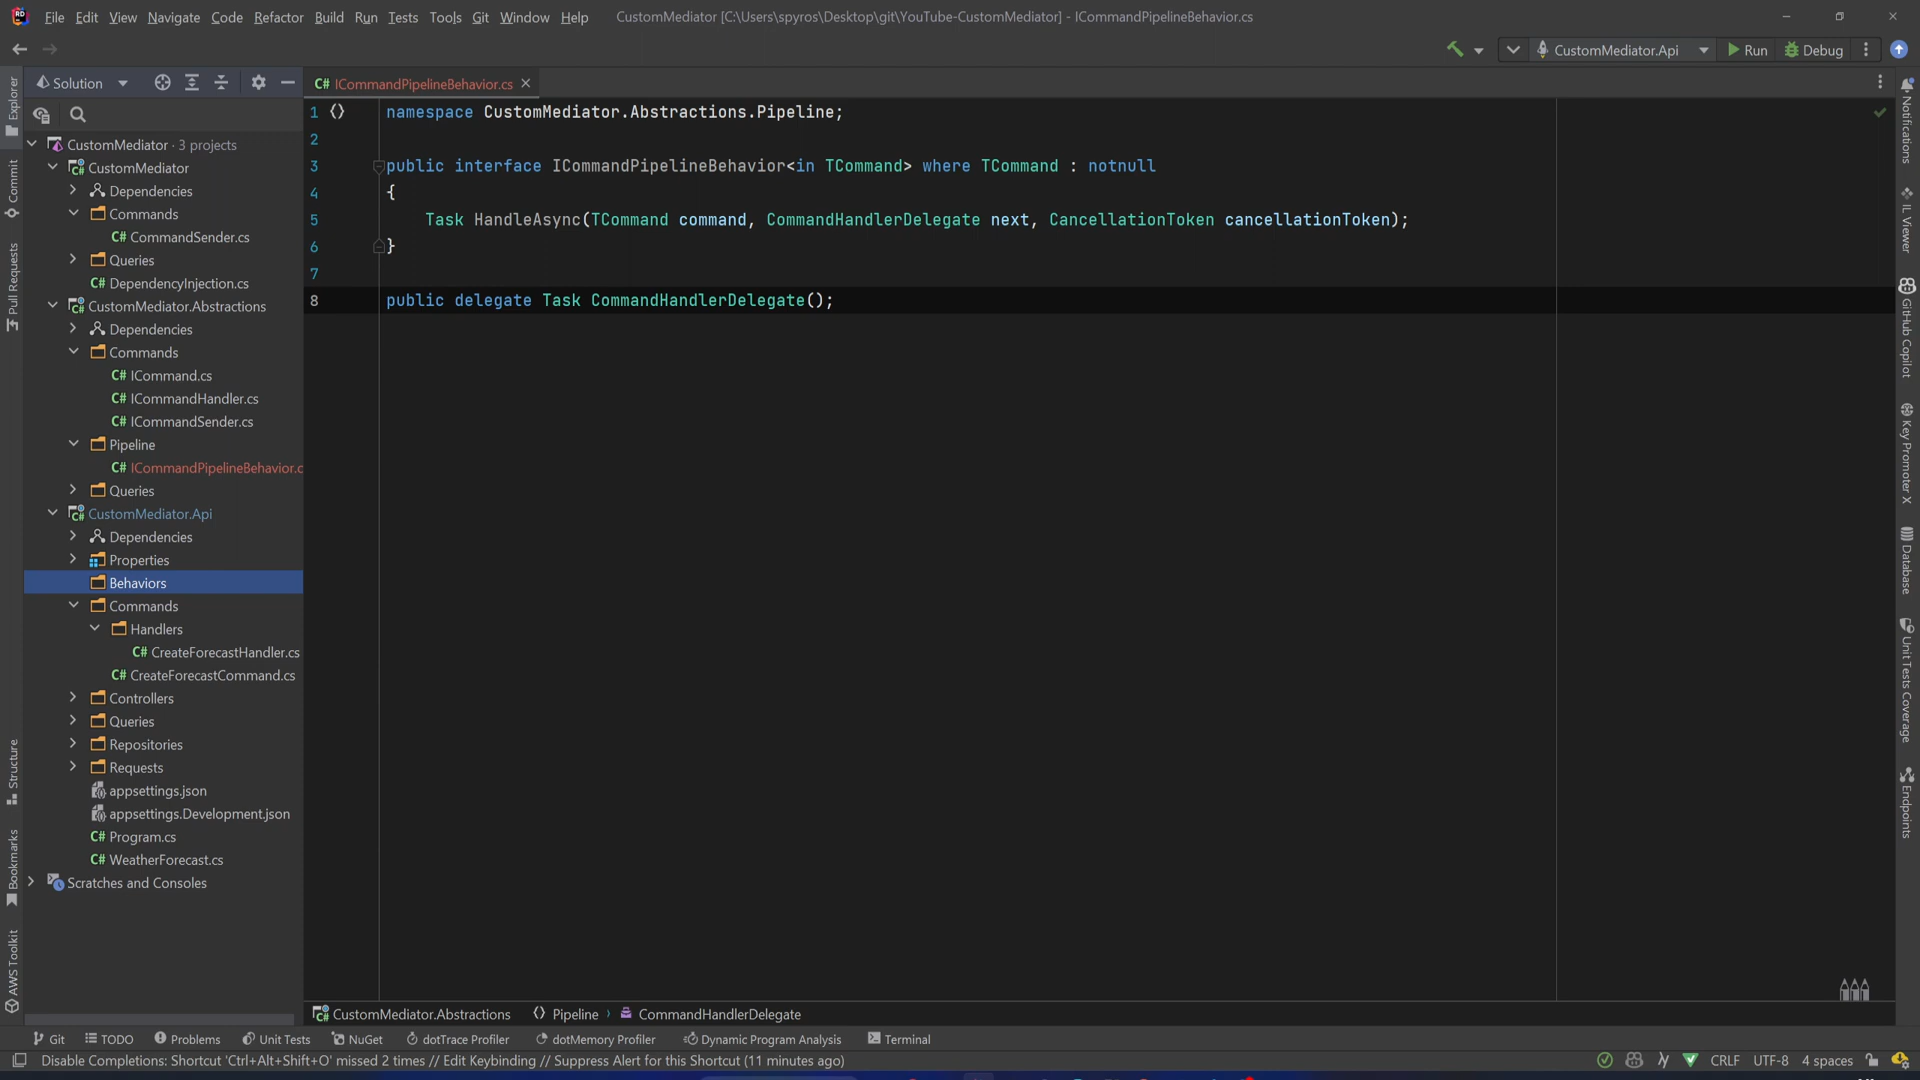 File Edit View Navigate Code Refactor Build Run Tests Tools Git Window Help CustomMediator [C:\Users\spyros\Desktop\git\YouTube-CustomMediator] - ICommandPipelineBehavior.cs
CustomMediator.Api Run Debug
Solution
C# ICommandPipelineBehavior.cs
Explorer
Commit
Pull Requests
Structure
Bookmarks
AWS Toolkit
CustomMediator · 3 projects
CustomMediator
Dependencies
Commands
C# CommandSender.cs
Queries
C# DependencyInjection.cs
CustomMediator.Abstractions
Dependencies
Commands
C# ICommand.cs
C# ICommandHandler.cs
C# ICommandSender.cs
Pipeline
C# ICommandPipelineBehavior.c
Queries
CustomMediator.Api
Dependencies
Properties
Behaviors
Commands
Handlers
C# CreateForecastHandler.cs
C# CreateForecastCommand.cs
Controllers
Queries
Repositories
Requests
appsettings.json
appsettings.Development.json
C# Program.cs
C# WeatherForecast.cs
Scratches and Consoles
1 namespace CustomMediator.Abstractions.Pipeline;
2
3 public interface ICommandPipelineBehavior<in TCommand> where TCommand : notnull
4 {
5 Task HandleAsync(TCommand command, CommandHandlerDelegate next, CancellationToken cancellationToken);
6 }
7
8 public delegate Task CommandHandlerDelegate();
Notifications
IL Viewer
GitHub Copilot
Key Promoter X
Database
Unit Tests Coverage
Endpoints
CustomMediator.Abstractions Pipeline CommandHandlerDelegate
Git TODO Problems Unit Tests NuGet dotTrace Profiler dotMemory Profiler Dynamic Program Analysis Terminal
Disable Completions: Shortcut 'Ctrl+Alt+Shift+O' missed 2 times // Edit Keybinding // Suppress Alert for this Shortcut (11 minutes ago) CRLF UTF-8 4 spaces